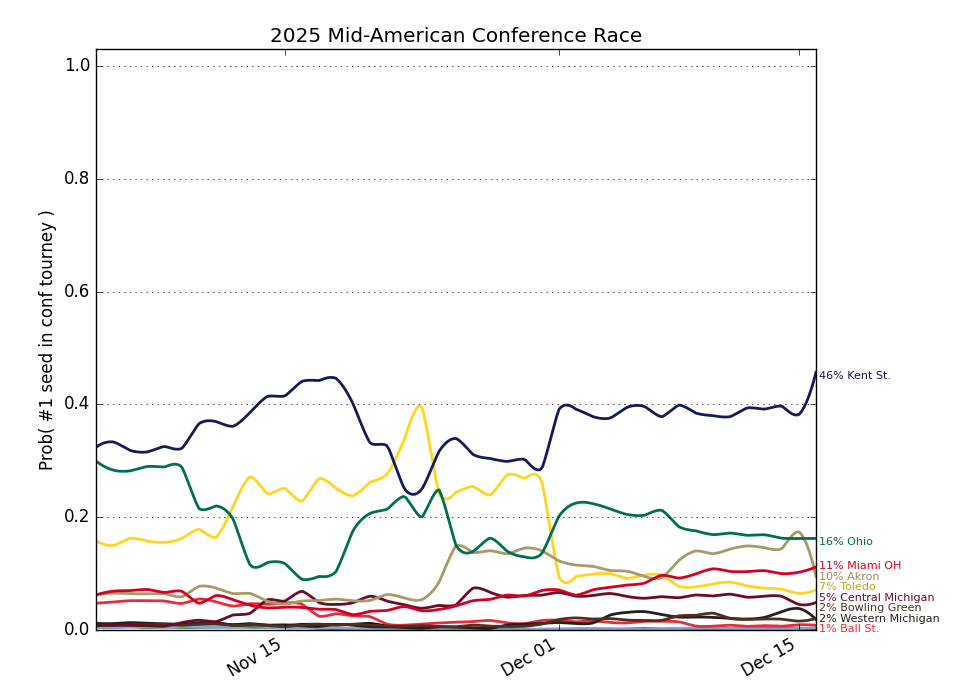 2025 Mid-American Conference Race
Prob( #1 seed in conf tourney )
1.0
0.8
0.6
0.4
0.2
0.0
Nov 15
Dec 01
Dec 15
46% Kent St.
16% Ohio
11% Miami OH
10% Akron
7% Toledo
5% Central Michigan
2% Bowling Green
2% Western Michigan
1% Ball St.